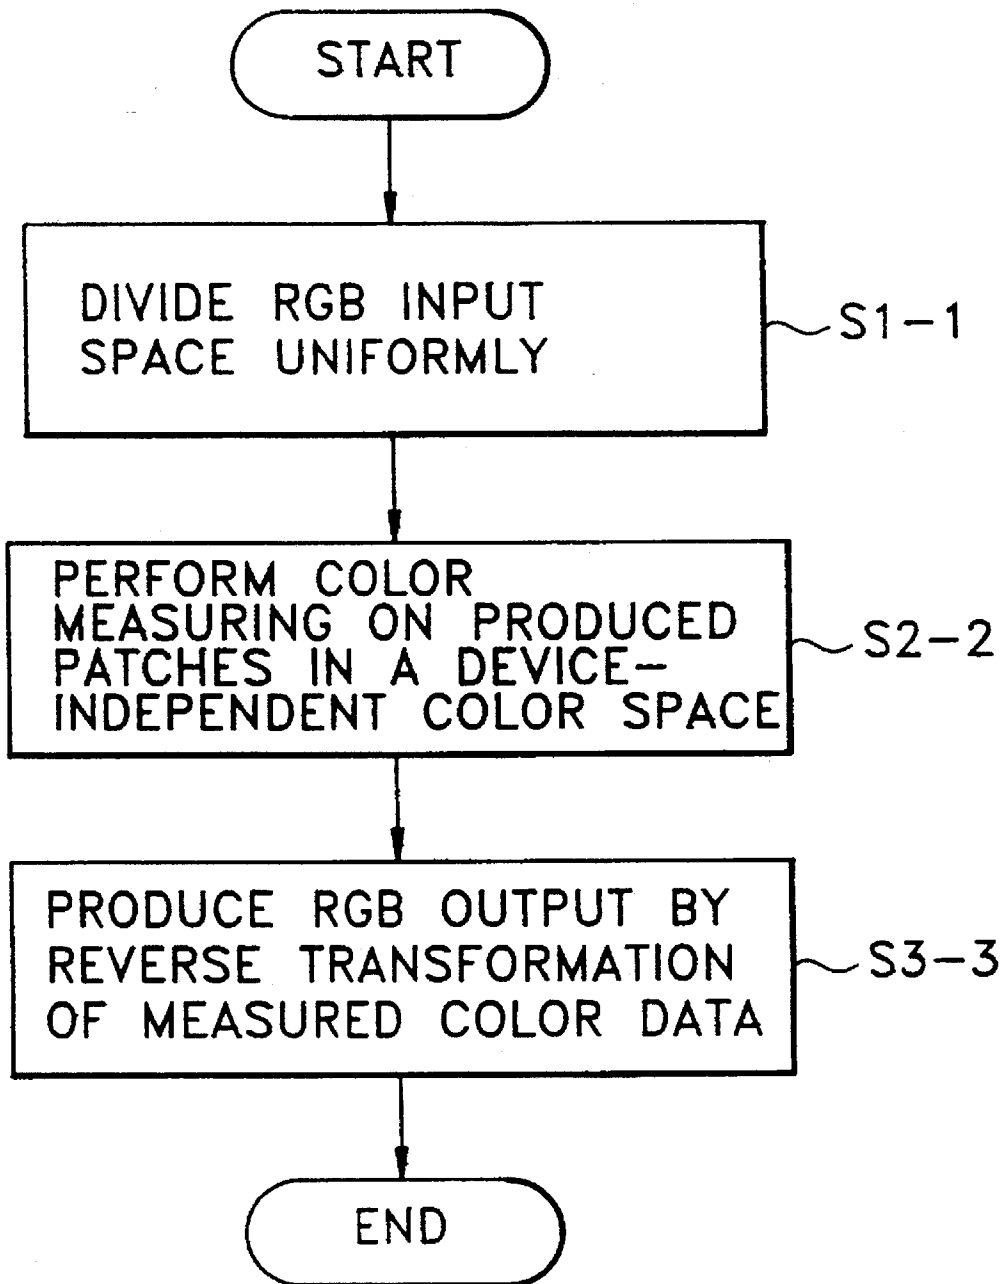 START
DIVIDE RGB INPUT
SPACE UNIFORMLY
S1-1
PERFORM COLOR
MEASURING ON PRODUCED
PATCHES IN A DEVICE-
INDEPENDENT COLOR SPACE
S2-2
PRODUCE RGB OUTPUT BY
REVERSE TRANSFORMATION
OF MEASURED COLOR DATA
S3-3
END